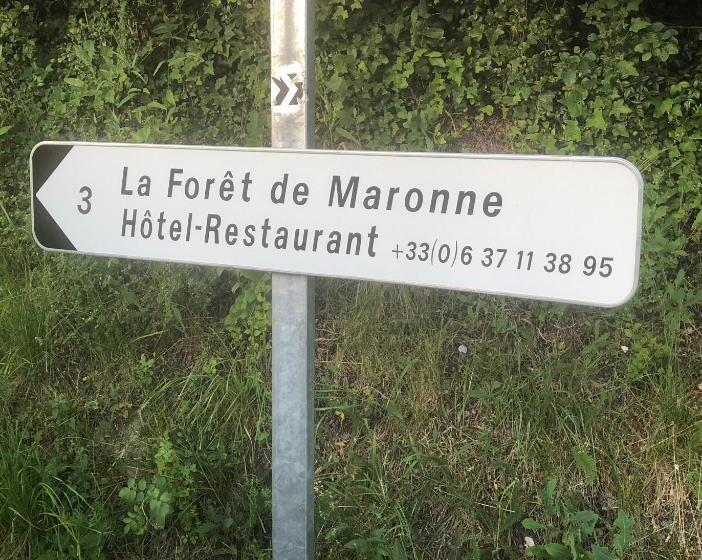 3
La Forêt de Maronne
Hôtel-Restaurant +33(0)6 37 11 38 95